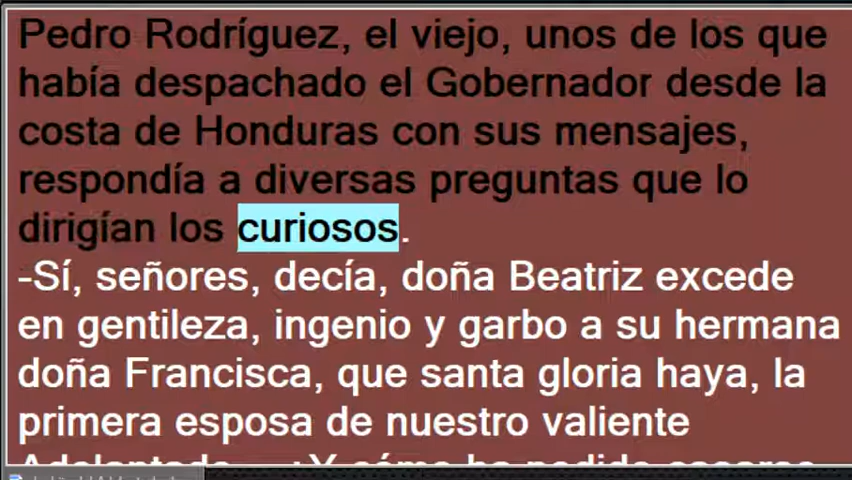 Pedro Rodríguez, el viejo, unos de los que
había despachado el Gobernador desde la
costa de Honduras con sus mensajes,
respondía a diversas preguntas que lo
dirigían los curiosos.
-Sí, señores, decía, doña Beatriz excede
en gentileza, ingenio y garbo a su hermana
doña Francisca, que santa gloria haya, la
primera esposa de nuestro valiente